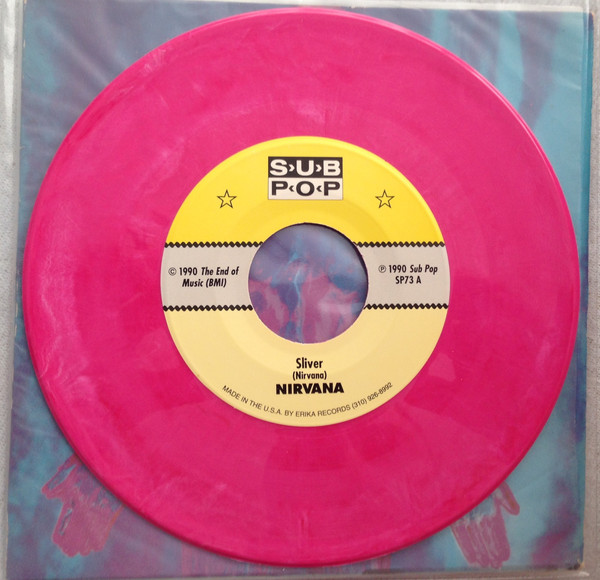 S›U›B
P‹O‹P
© 1990 The End of
Music (BMI)
℗ 1990 Sub Pop
SP73 A
Sliver
(Nirvana)
NIRVANA
MADE IN THE U.S.A. BY ERIKA RECORDS (310) 926-8992